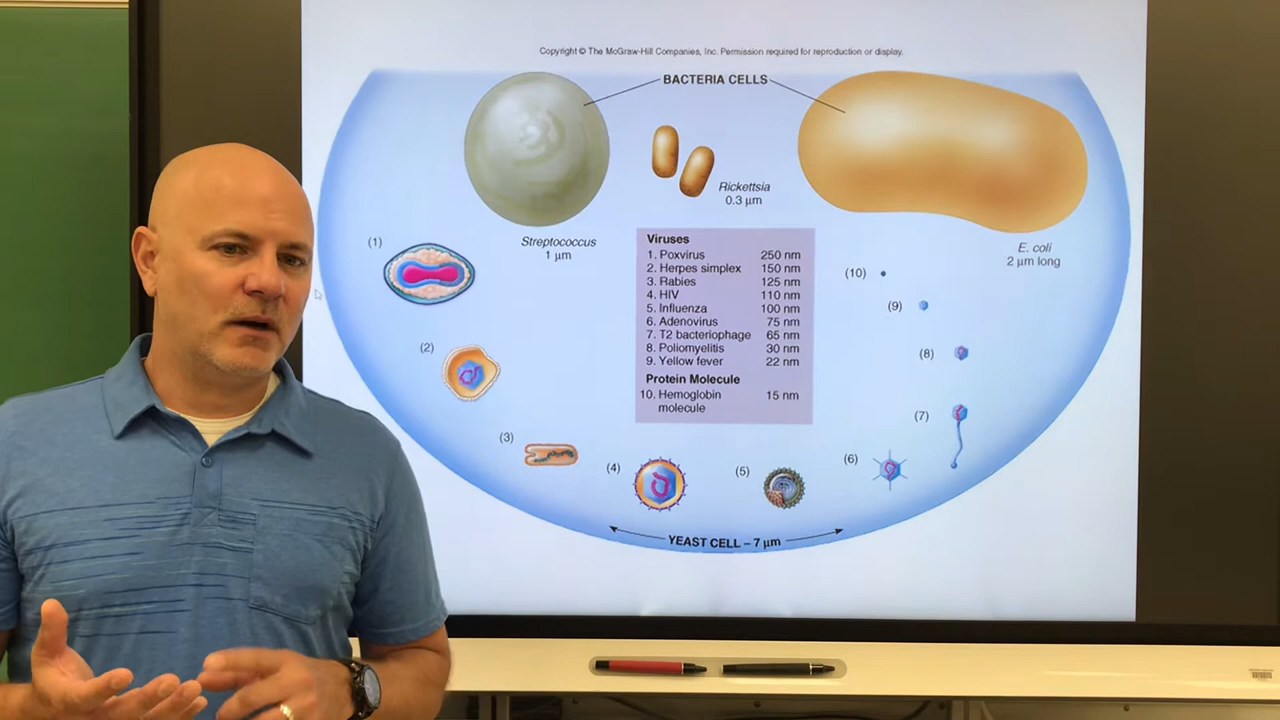 Copyright © The McGraw-Hill Companies, Inc. Permission required for reproduction or display.
BACTERIA CELLS
Rickettsia
0.3 μm
Streptococcus
1 μm
E. coli
2 μm long
Viruses
1. Poxvirus 250 nm
2. Herpes simplex 150 nm
3. Rabies 125 nm
4. HIV 110 nm
5. Influenza 100 nm
6. Adenovirus 75 nm
7. T2 bacteriophage 65 nm
8. Poliomyelitis 30 nm
9. Yellow fever 22 nm
Protein Molecule
10. Hemoglobin 15 nm
molecule
(1)
(2)
(3)
(4)
(5)
(6)
(7)
(8)
(9)
(10)
YEAST CELL – 7 μm